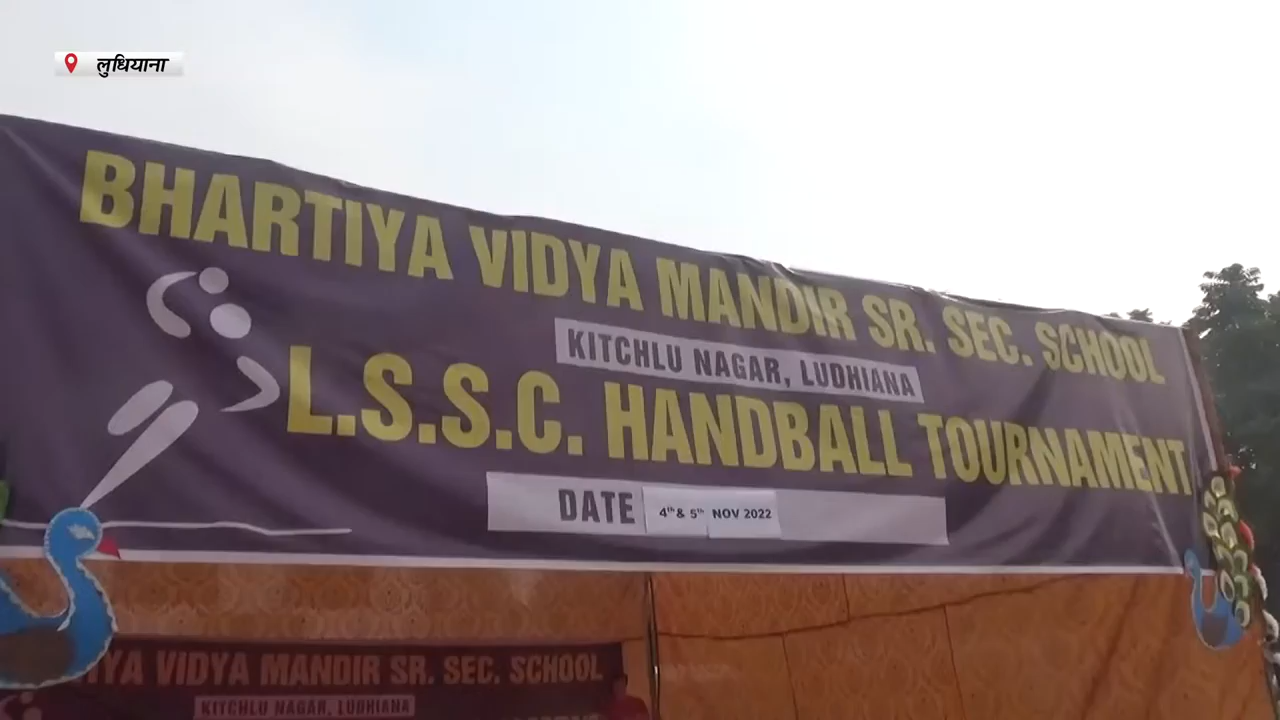 लुधियाना
BHARTIYA VIDYA MANDIR SR. SEC. SCHOOL
KITCHLU NAGAR, LUDHIANA
L.S.S.C. HANDBALL TOURNAMENT
DATE 4th & 5th NOV 2022
YA VIDYA MANDIR SR. SEC. SCHOOL
KITCHLU NAGAR, LUDHIANA